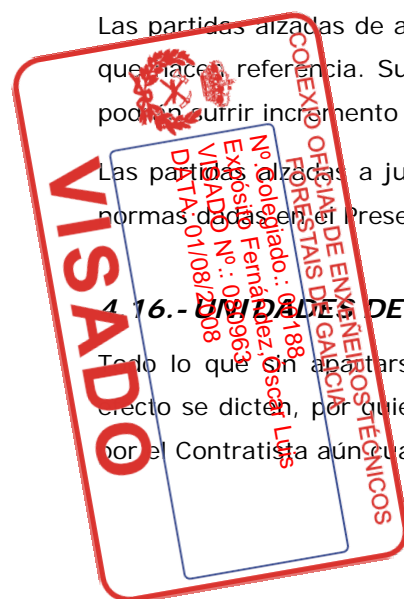 Las partidas alzadas de a
que hacen referencia. Su
podrán sufrir incremento
Las partidas alzadas a ju
normas dadas en el Prese
4.16.- UNIDADES DE
Todo lo que sin apartars
efecto se dicten, por quie
por el Contratista aún cua
COLEXIO OFICIAL DE ENXEÑEIROS TÉCNICOS
FORESTAIS DE GALICIA
Nº.colegiado.: 000188
Expósito Fernández, Oscar Luis
VISADO Nº.: 080963
DATA: 01/08/2008
VISADO